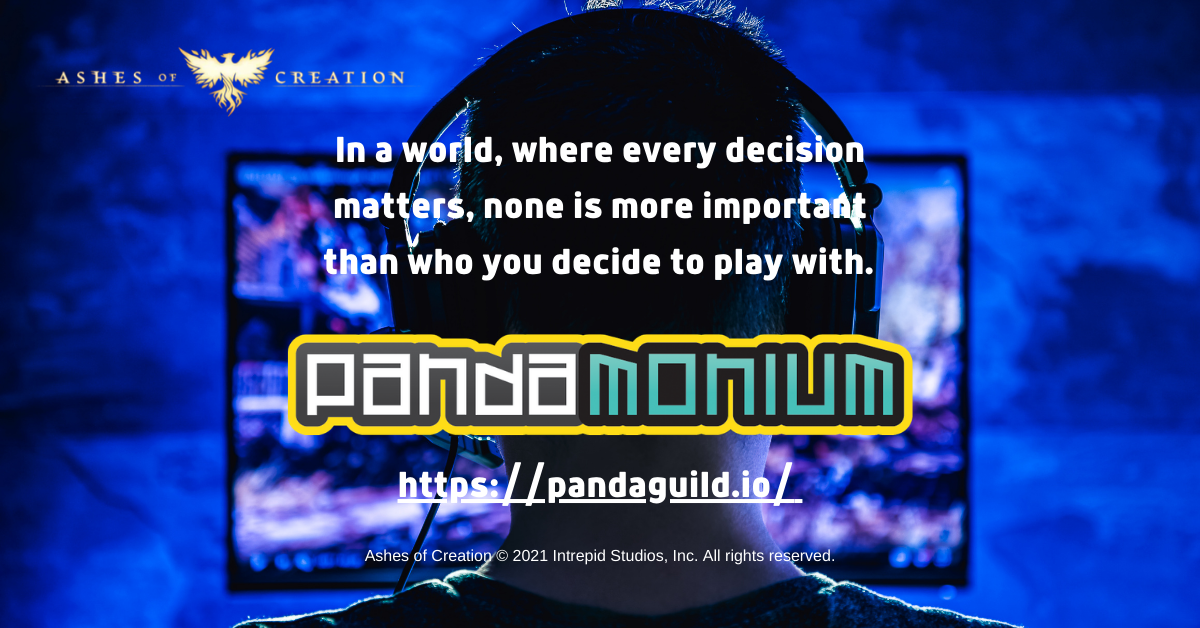 ASHES OF CREATION
In a world, where every decision
matters, none is more important
than who you decide to play with.
PANDAMONIUM
https://pandaguild.io/
Ashes of Creation © 2021 Intrepid Studios, Inc. All rights reserved.